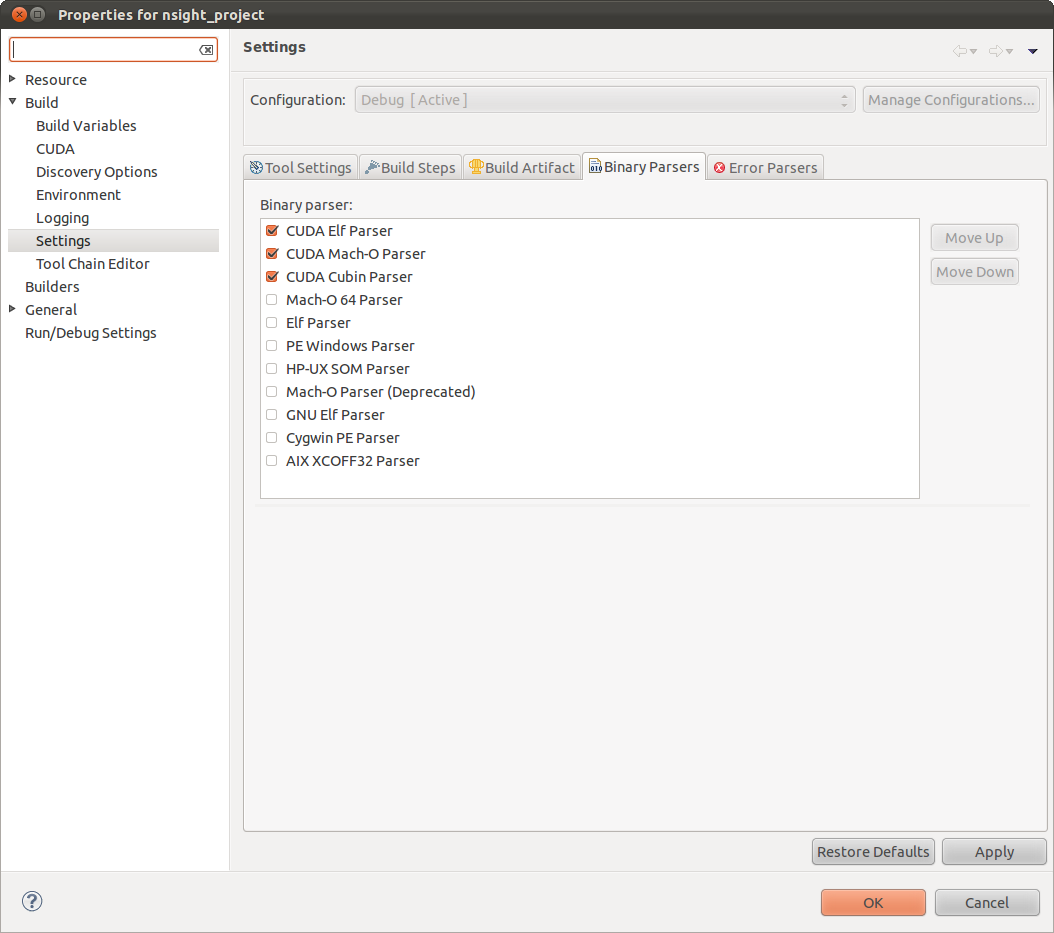 Properties for nsight_project
Resource
Build
Build Variables
CUDA
Discovery Options
Environment
Logging
Settings
Tool Chain Editor
Builders
General
Run/Debug Settings
Settings
Configuration: Debug [ Active ] Manage Configurations...
Tool Settings Build Steps Build Artifact Binary Parsers Error Parsers
Binary parser:
CUDA Elf Parser
CUDA Mach-O Parser
CUDA Cubin Parser
Mach-O 64 Parser
Elf Parser
PE Windows Parser
HP-UX SOM Parser
Mach-O Parser (Deprecated)
GNU Elf Parser
Cygwin PE Parser
AIX XCOFF32 Parser
Move Up
Move Down
Restore Defaults Apply
? OK Cancel